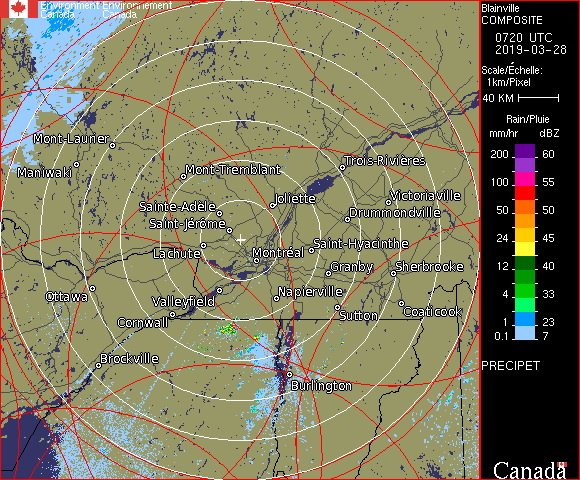 Environment Environnement
Canada Canada
Blainville
COMPOSITE
0720 UTC
2019-03-28
Scale/Échelle:
1km/Pixel
40 KM
Rain/Pluie
mm/hr dBZ
200 60
150 57
100 55
50 50
24 45
12 40
4 33
1 23
0.1 7
PRECIPET
Canada
Mont-Laurier
Maniwaki
Mont-Tremblant
Trois-Rivières
Joliette
Victoriaville
Sainte-Adèle
Drummondville
Saint-Jérôme
Saint-Hyacinthe
Lachute
Montréal
Granby
Sherbrooke
Ottawa
Valleyfield
Napierville
Coaticook
Cornwall
Sutton
Brockville
Burlington